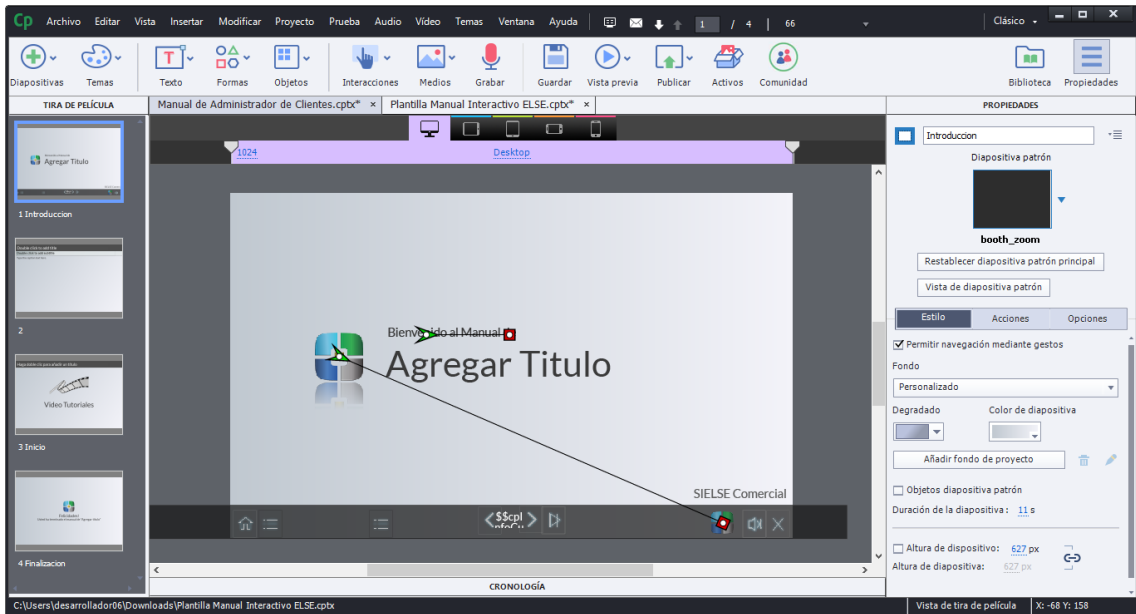 Cp Archivo Editar Vista Insertar Modificar Proyecto Prueba Audio Vídeo Temas Ventana Ayuda 1 / 4 66 Clásico
Diapositivas Temas Texto Formas Objetos Interacciones Medios Grabar Guardar Vista previa Publicar Activos Comunidad Biblioteca Propiedades
TIRA DE PELÍCULA
Manual de Administrador de Clientes.cptx* × Plantilla Manual Interactivo ELSE.cptx* ×
PROPIEDADES
1024 Desktop
Agregar Titulo
1 Introduccion
2
Video Tutoriales
3 Inicio
4 Finalizacion
Bienvenido al Manual
Agregar Titulo
SIELSE Comercial
<$$cpl >
CRONOLOGÍA
Introduccion
Diapositiva patrón
booth_zoom
Restablecer diapositiva patrón principal
Vista de diapositiva patrón
Estilo Acciones Opciones
Permitir navegación mediante gestos
Fondo
Personalizado
Degradado Color de diapositiva
Añadir fondo de proyecto
Objetos diapositiva patrón
Duración de la diapositiva: 11 s
Altura de dispositivo: 627 px
Altura de diapositiva: 627 px
C:\Users\desarrollador06\Downloads\Plantilla Manual Interactivo ELSE.cptx
Vista de tira de película X: -68 Y: 158